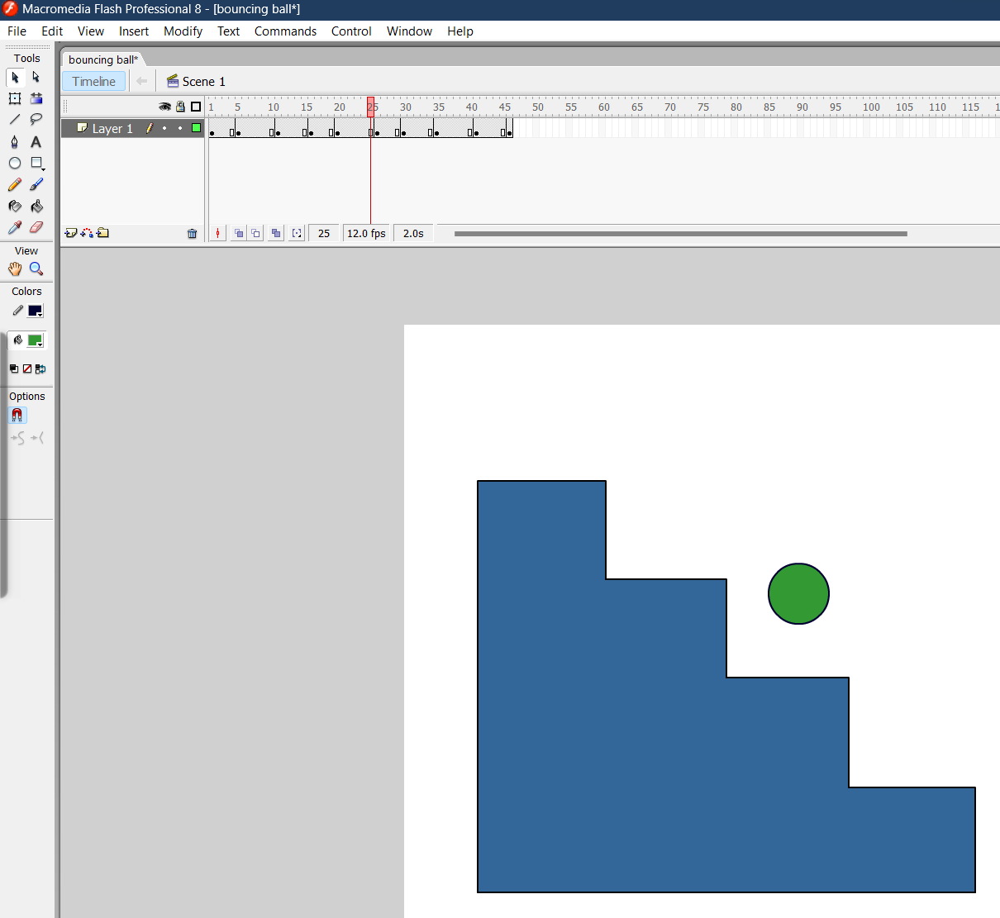 Macromedia Flash Professional 8 - [bouncing ball*]
File Edit View Insert Modify Text Commands Control Window Help
Tools
bouncing ball*
Timeline Scene 1
1 5 10 15 20 25 30 35 40 45 50 55 60 65 70 75 80 85 90 95 100 105 110 115 1
Layer 1
25 12.0 fps 2.0s
View
Colors
Options